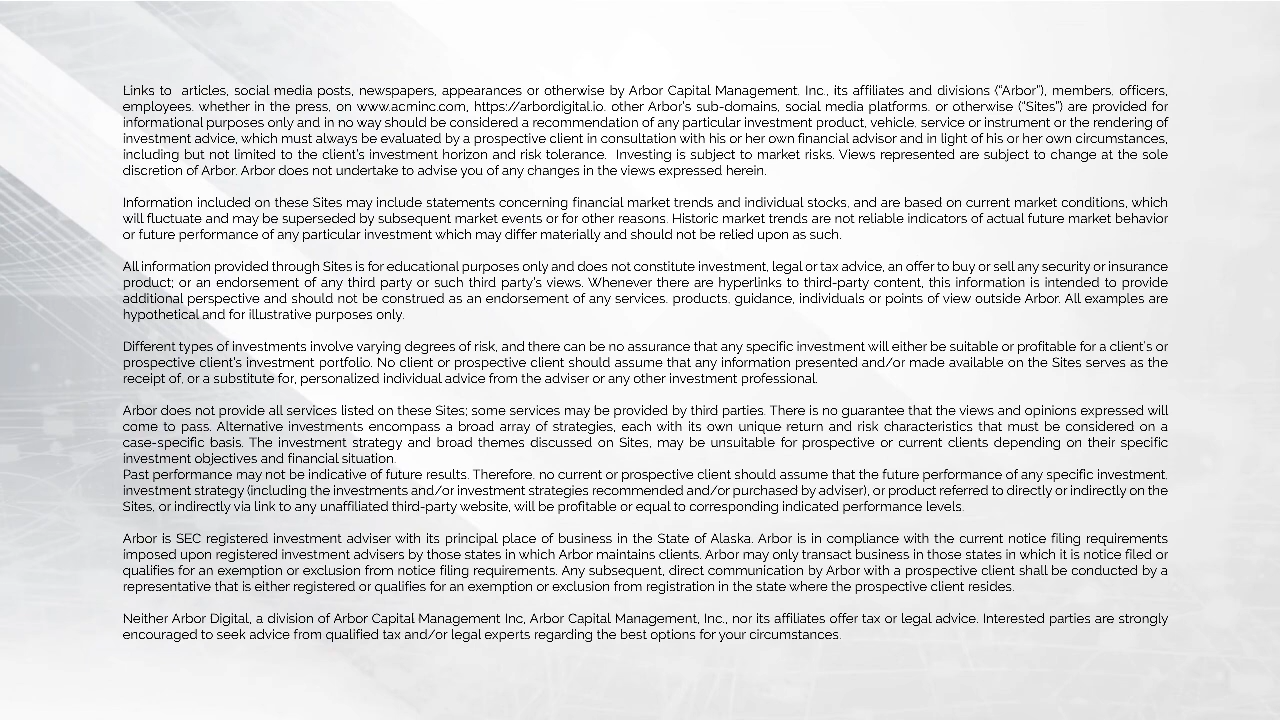 Links to articles, social media posts, newspapers, appearances or otherwise by Arbor Capital Management, Inc., its affiliates and divisions (“Arbor”), members, officers,
employees, whether in the press, on www.acminc.com, https://arbordigital.io, other Arbor's sub-domains, social media platforms, or otherwise (“Sites”) are provided for
informational purposes only and in no way should be considered a recommendation of any particular investment product, vehicle, service or instrument or the rendering of
investment advice, which must always be evaluated by a prospective client in consultation with his or her own financial advisor and in light of his or her own circumstances,
including but not limited to the client's investment horizon and risk tolerance. Investing is subject to market risks. Views represented are subject to change at the sole
discretion of Arbor. Arbor does not undertake to advise you of any changes in the views expressed herein.

Information included on these Sites may include statements concerning financial market trends and individual stocks, and are based on current market conditions, which
will fluctuate and may be superseded by subsequent market events or for other reasons. Historic market trends are not reliable indicators of actual future market behavior
or future performance of any particular investment which may differ materially and should not be relied upon as such.

All information provided through Sites is for educational purposes only and does not constitute investment, legal or tax advice, an offer to buy or sell any security or insurance
product; or an endorsement of any third party or such third party's views. Whenever there are hyperlinks to third-party content, this information is intended to provide
additional perspective and should not be construed as an endorsement of any services, products, guidance, individuals or points of view outside Arbor. All examples are
hypothetical and for illustrative purposes only.

Different types of investments involve varying degrees of risk, and there can be no assurance that any specific investment will either be suitable or profitable for a client's or
prospective client's investment portfolio. No client or prospective client should assume that any information presented and/or made available on the Sites serves as the
receipt of, or a substitute for, personalized individual advice from the adviser or any other investment professional.

Arbor does not provide all services listed on these Sites; some services may be provided by third parties. There is no guarantee that the views and opinions expressed will
come to pass. Alternative investments encompass a broad array of strategies, each with its own unique return and risk characteristics that must be considered on a
case-specific basis. The investment strategy and broad themes discussed on Sites, may be unsuitable for prospective or current clients depending on their specific
investment objectives and financial situation.
Past performance may not be indicative of future results. Therefore, no current or prospective client should assume that the future performance of any specific investment,
investment strategy (including the investments and/or investment strategies recommended and/or purchased by adviser), or product referred to directly or indirectly on the
Sites, or indirectly via link to any unaffiliated third-party website, will be profitable or equal to corresponding indicated performance levels.

Arbor is SEC registered investment adviser with its principal place of business in the State of Alaska. Arbor is in compliance with the current notice filing requirements
imposed upon registered investment advisers by those states in which Arbor maintains clients. Arbor may only transact business in those states in which it is notice filed or
qualifies for an exemption or exclusion from notice filing requirements. Any subsequent, direct communication by Arbor with a prospective client shall be conducted by a
representative that is either registered or qualifies for an exemption or exclusion from registration in the state where the prospective client resides.

Neither Arbor Digital, a division of Arbor Capital Management Inc, Arbor Capital Management, Inc., nor its affiliates offer tax or legal advice. Interested parties are strongly
encouraged to seek advice from qualified tax and/or legal experts regarding the best options for your circumstances.